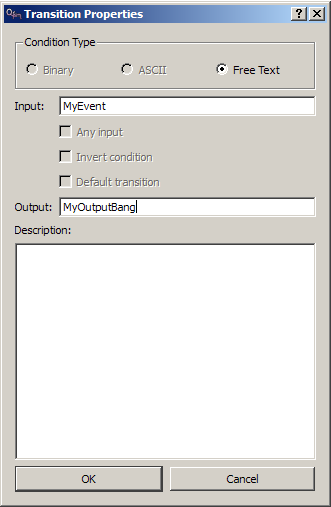 Transition Properties
Condition Type
Binary ASCII Free Text
Input: MyEvent
Any input
Invert condition
Default transition
Output: MyOutputBang
Description:
OK Cancel